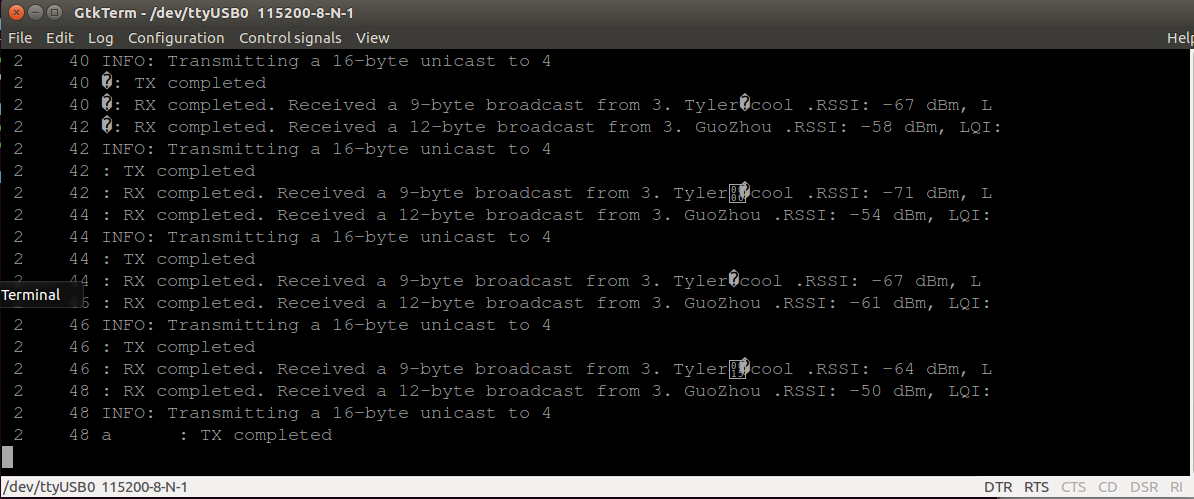 GtkTerm - /dev/ttyUSB0 115200-8-N-1
File Edit Log Configuration Control signals View Help
2 40 INFO: Transmitting a 16-byte unicast to 4
2 40 �: TX completed
2 40 �: RX completed. Received a 9-byte broadcast from 3. Tyler�cool .RSSI: -67 dBm, L
2 42 �: RX completed. Received a 12-byte broadcast from 3. GuoZhou .RSSI: -58 dBm, LQI:
2 42 INFO: Transmitting a 16-byte unicast to 4
2 42 : TX completed
2 42 : RX completed. Received a 9-byte broadcast from 3. Tyler�cool .RSSI: -71 dBm, L
2 44 : RX completed. Received a 12-byte broadcast from 3. GuoZhou .RSSI: -54 dBm, LQI:
2 44 INFO: Transmitting a 16-byte unicast to 4
2 44 : TX completed
2 44 : RX completed. Received a 9-byte broadcast from 3. Tyler�cool .RSSI: -67 dBm, L
Terminal
6 : RX completed. Received a 12-byte broadcast from 3. GuoZhou .RSSI: -61 dBm, LQI:
2 46 INFO: Transmitting a 16-byte unicast to 4
2 46 : TX completed
2 46 : RX completed. Received a 9-byte broadcast from 3. Tyler�cool .RSSI: -64 dBm, L
2 48 : RX completed. Received a 12-byte broadcast from 3. GuoZhou .RSSI: -50 dBm, LQI:
2 48 INFO: Transmitting a 16-byte unicast to 4
2 48 a : TX completed
/dev/ttyUSB0 115200-8-N-1 DTR RTS CTS CD DSR RI